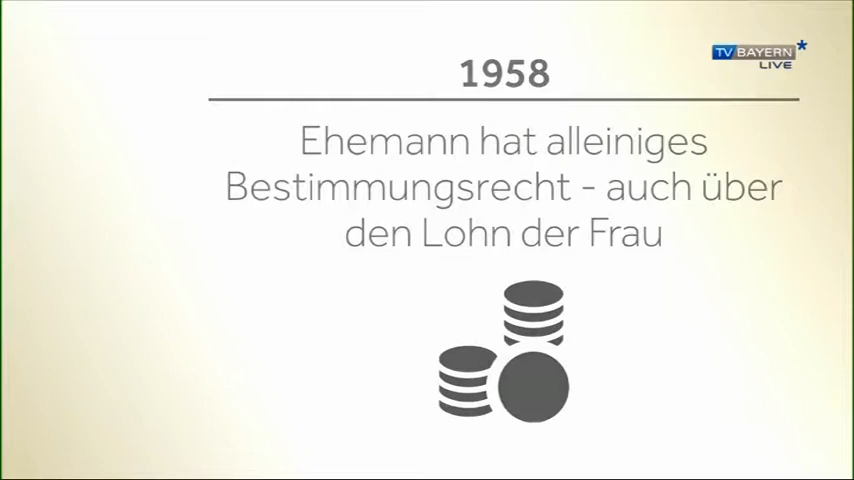 TV BAYERN
LIVE
1958
Ehemann hat alleiniges
Bestimmungsrecht - auch über
den Lohn der Frau